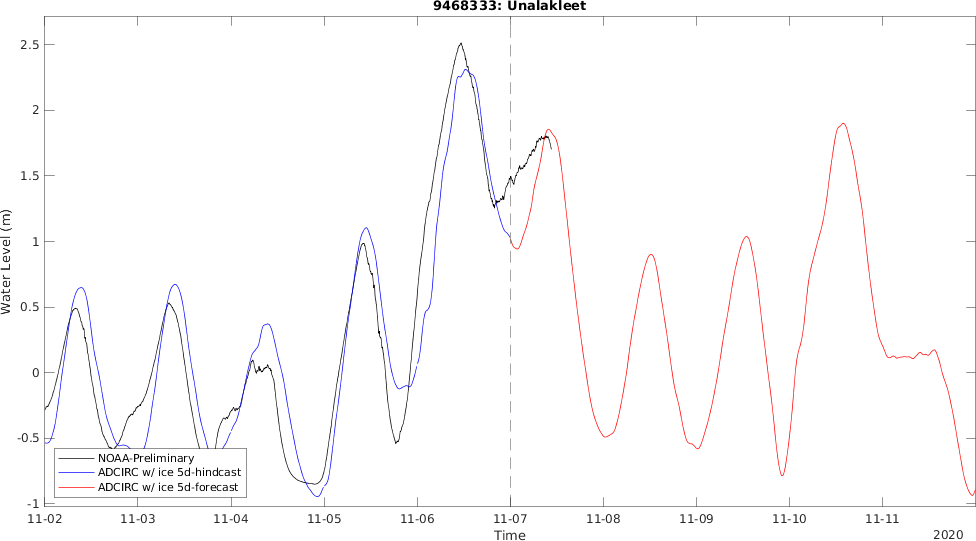 9468333: Unalakleet
Water Level (m)
2.5
2
1.5
1
0.5
0
-0.5
-1
NOAA-Preliminary
ADCIRC w/ ice 5d-hindcast
ADCIRC w/ ice 5d-forecast
11-02 11-03 11-04 11-05 11-06 11-07 11-08 11-09 11-10 11-11
Time
2020